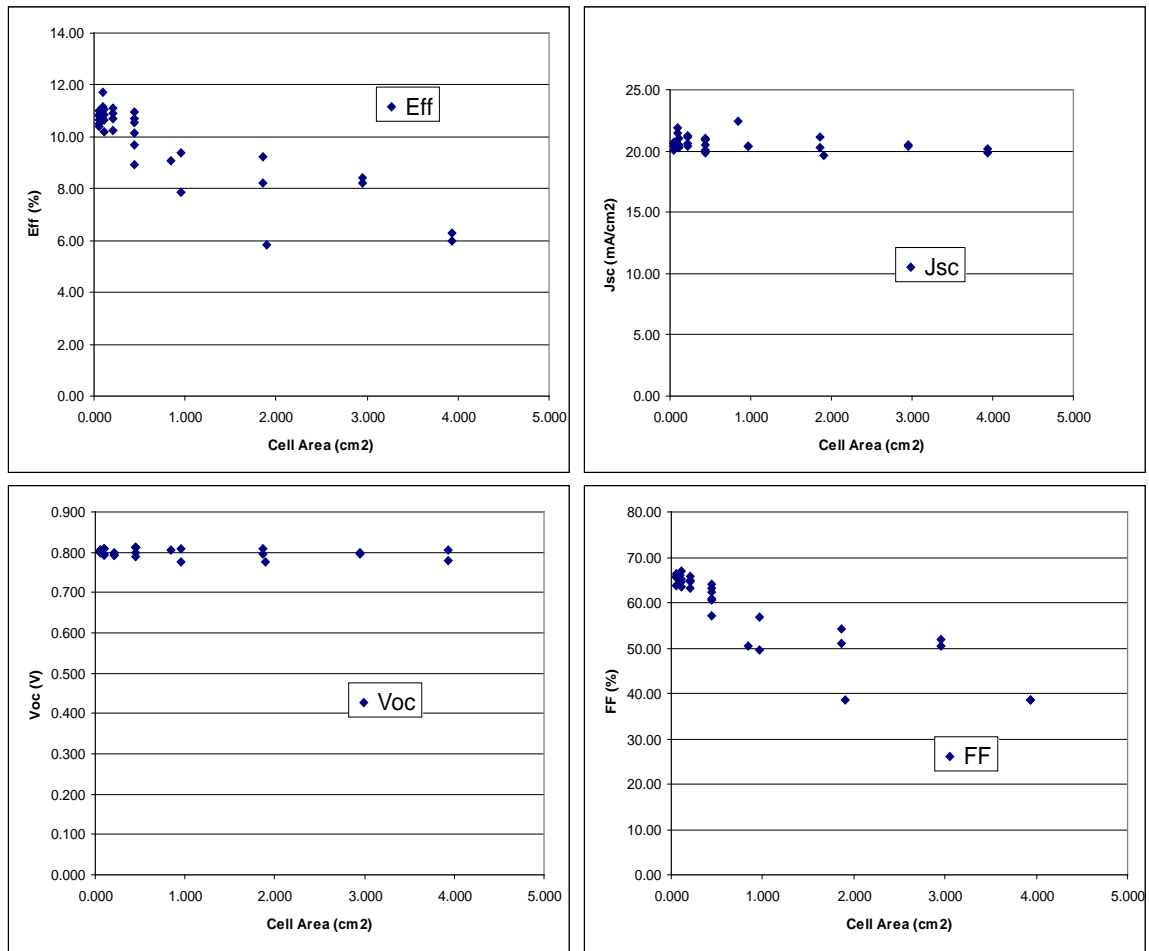 14.00
12.00
10.00
8.00
6.00
4.00
2.00
0.00
Eff (%)
Eff
0.000 1.000 2.000 3.000 4.000 5.000
Cell Area (cm2)
25.00
20.00
15.00
10.00
5.00
0.00
Jsc (mA/cm2)
Jsc
0.000 1.000 2.000 3.000 4.000 5.000
Cell Area (cm2)
0.900
0.800
0.700
0.600
0.500
0.400
0.300
0.200
0.100
0.000
Voc (V)
Voc
0.000 1.000 2.000 3.000 4.000 5.000
Cell Area (cm2)
80.00
70.00
60.00
50.00
40.00
30.00
20.00
10.00
0.00
FF (%)
FF
0.000 1.000 2.000 3.000 4.000 5.000
Cell Area (cm2)